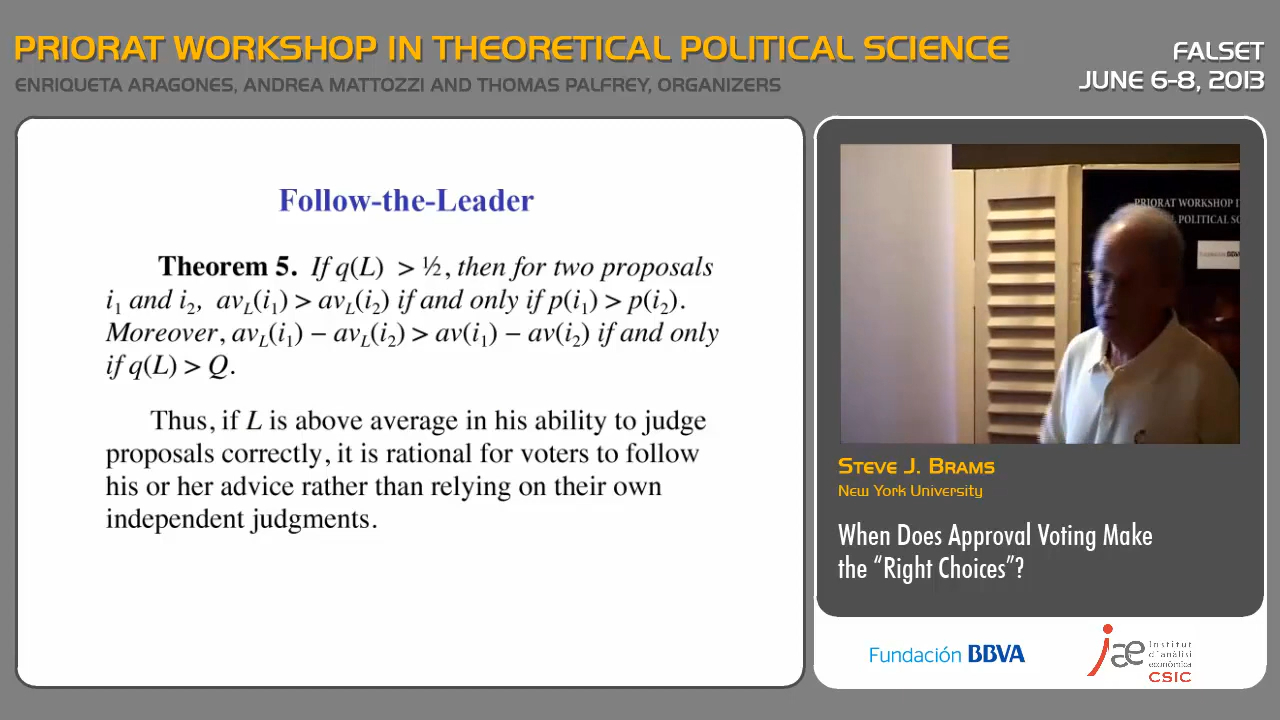 PRIORAT WORKSHOP IN THEORETICAL POLITICAL SCIENCE
ENRIQUETA ARAGONES, ANDREA MATTOZZI AND THOMAS PALFREY, ORGANIZERS
FALSET
JUNE 6-8, 2013
Follow-the-Leader
Theorem 5. If q(L) > ½, then for two proposals
i₁ and i₂, avL(i₁) > avL(i₂) if and only if p(i₁) > p(i₂).
Moreover, avL(i₁) – avL(i₂) > av(i₁) – av(i₂) if and only
if q(L) > Q.
Thus, if L is above average in his ability to judge
proposals correctly, it is rational for voters to follow
his or her advice rather than relying on their own
independent judgments.
PRIORAT WORKSHOP
POLITICAL
BBVA
STEVE J. BRAMS
New York University
When Does Approval Voting Make
the “Right Choices”?
Fundación BBVA
iae
Institut
d'anàlisi
econòmica
CSIC